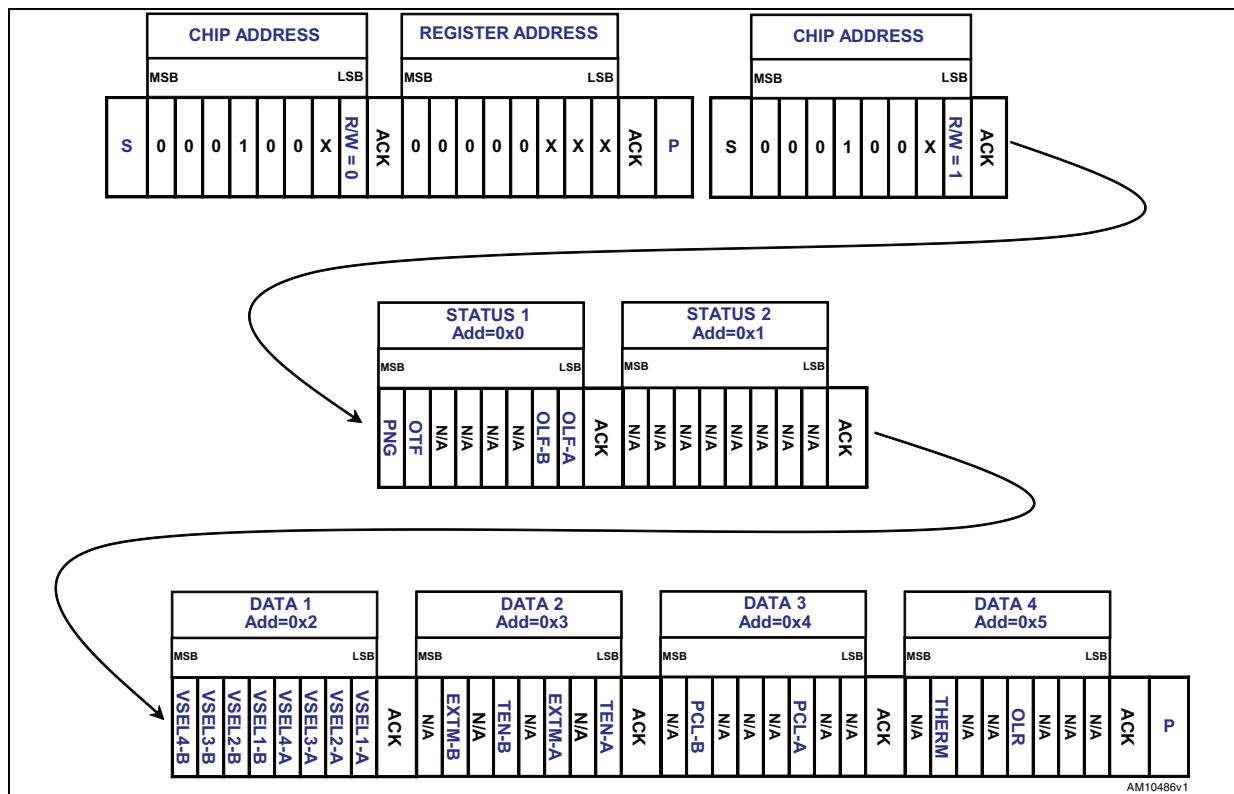 CHIP ADDRESS REGISTER ADDRESS CHIP ADDRESS
MSB LSB MSB LSB MSB LSB
S 0 0 0 1 0 0 X R/W = 0 ACK 0 0 0 0 0 X X X ACK P S 0 0 0 1 0 0 X R/W = 1 ACK
STATUS 1 STATUS 2
Add=0x0 Add=0x1
MSB LSB MSB LSB
PNG OTF N/A N/A N/A N/A OLF-B OLF-A ACK N/A N/A N/A N/A N/A N/A N/A N/A ACK
DATA 1 DATA 2 DATA 3 DATA 4
Add=0x2 Add=0x3 Add=0x4 Add=0x5
MSB LSB MSB LSB MSB LSB MSB LSB
VSEL4-B VSEL3-B VSEL2-B VSEL1-B VSEL4-A VSEL3-A VSEL2-A VSEL1-A ACK N/A EXTM-B N/A TEN-B N/A EXTM-A N/A TEN-A ACK N/A PCL-B N/A N/A N/A PCL-A N/A N/A ACK N/A THERM N/A N/A OLR N/A N/A N/A ACK P
AM10486v1